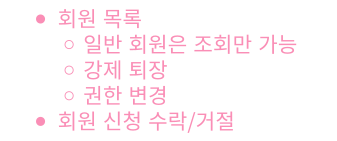 회원 목록
일반 회원은 조회만 가능
강제 퇴장
권한 변경
회원 신청 수락/거절